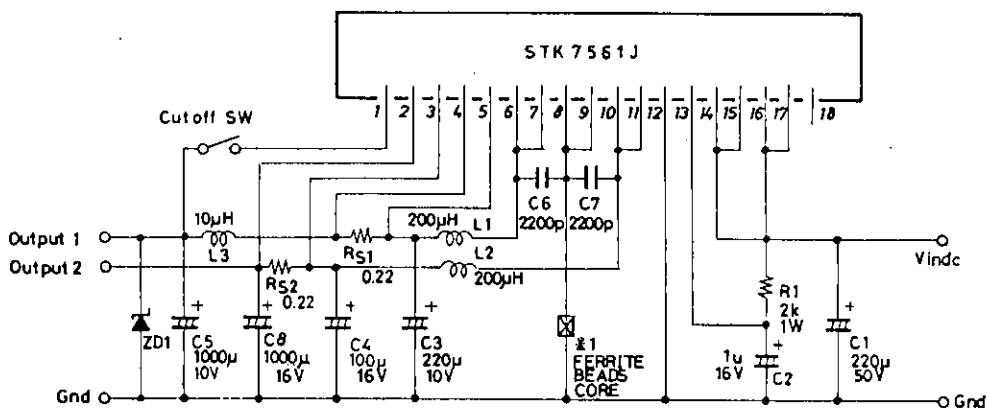 STK7561J
1 2 3 4 5 6 7 8 9 10 11 12 13 14 15 16 17 18
Cutoff SW
C6
2200p
C7
2200p
Output 1
10μH
L3
RS1
0.22
200μH
L1
Vindc
Output 2
RS2
0.22
L2
200μH
R1
2k
1W
ZD1
C5
1000μ
10V
C8
1000μ
16V
C4
100μ
16V
C3
220μ
10V
※1
FERRITE
BEADS
CORE
1u
16V
C2
C1
220μ
50V
Gnd
Gnd